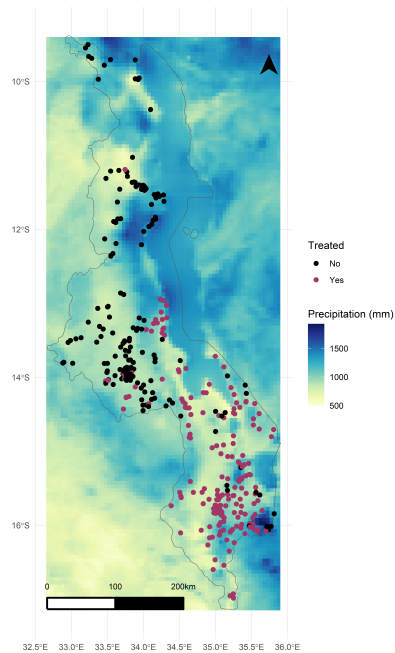 10°S
12°S
14°S
16°S
0 100 200km
32.5°E 33.0°E 33.5°E 34.0°E 34.5°E 35.0°E 35.5°E 36.0°E
Treated
No
Yes
Precipitation (mm)
1500
1000
500